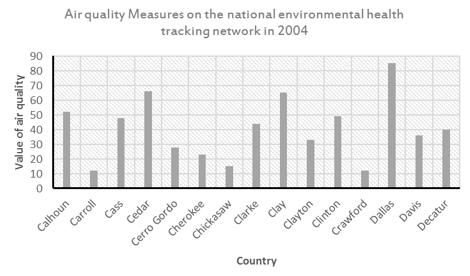 Air quality Measures on the national environmental health
tracking network in 2004
Value of air quality
90
80
70
60
50
40
30
20
10
0
Calhoun
Carroll
Cass
Cedar
Cerro Gordo
Cherokee
Chickasaw
Clarke
Clay
Clayton
Clinton
Crawford
Dallas
Davis
Decatur
Country